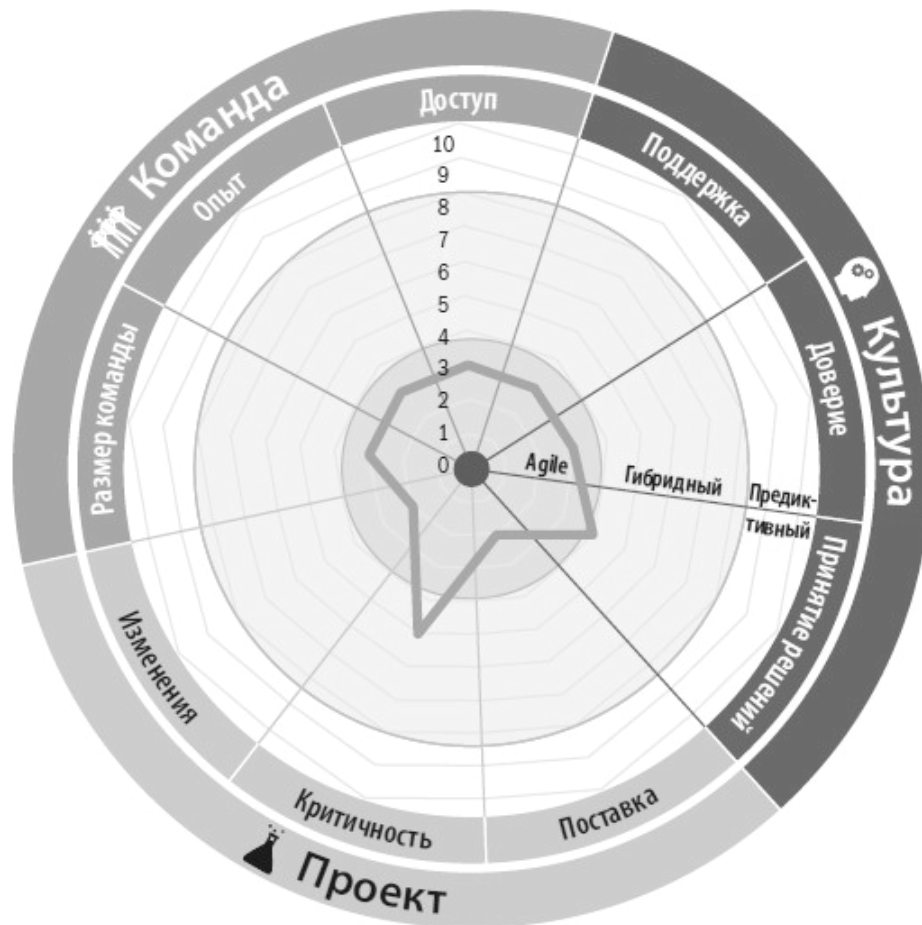 Команда
Культура
Проект
Доступ
Поддержка
Доверие
Принятие решений
Поставка
Критичность
Изменения
Размер команды
Опыт
10
9
8
7
6
5
4
3
2
1
0
Agile
Гибридный
Предик-
тивный